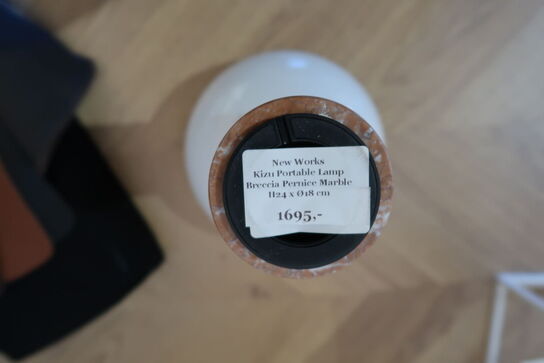 New Works
Kizu Portable Lamp
Breccia Pernice Marble
H24 x Ø18 cm
1695,-